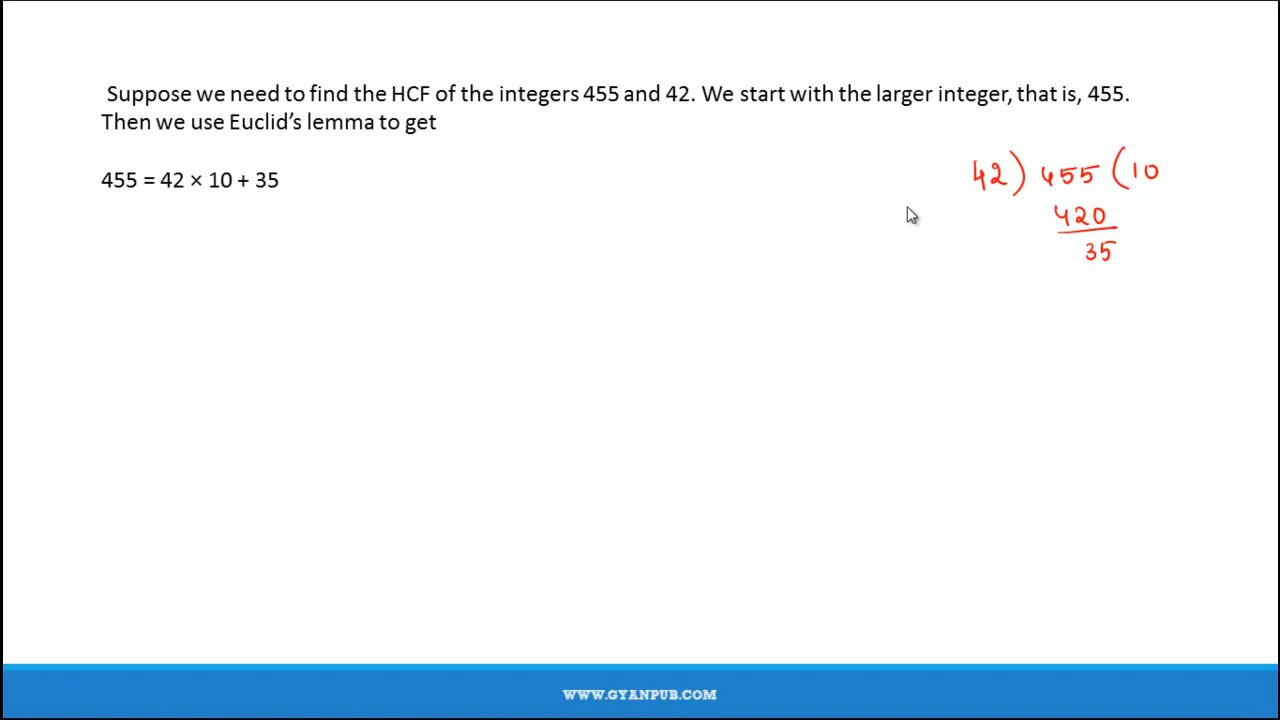 Suppose we need to find the HCF of the integers 455 and 42. We start with the larger integer, that is, 455.
Then we use Euclid’s lemma to get
455 = 42 × 10 + 35
42 ) 455 ( 10
420
35
WWW.GYANPUB.COM